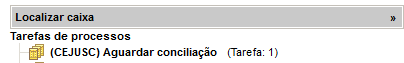 Localizar caixa »
Tarefas de processos
(CEJUSC) Aguardar conciliação (Tarefa: 1)